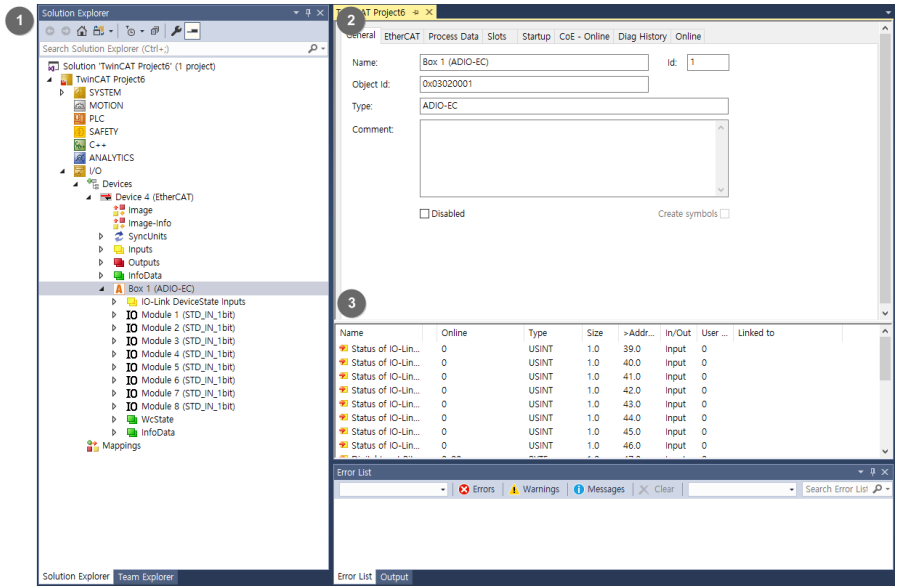 1
Solution Explorer
Search Solution Explorer (Ctrl+;)
Solution 'TwinCAT Project6' (1 project)
TwinCAT Project6
SYSTEM
MOTION
PLC
SAFETY
C++
ANALYTICS
I/O
Devices
Device 4 (EtherCAT)
Image
Image-Info
SyncUnits
Inputs
Outputs
InfoData
Box 1 (ADIO-EC)
IO-Link DeviceState Inputs
IO Module 1 (STD_IN_1bit)
IO Module 2 (STD_IN_1bit)
IO Module 3 (STD_IN_1bit)
IO Module 4 (STD_IN_1bit)
IO Module 5 (STD_IN_1bit)
IO Module 6 (STD_IN_1bit)
IO Module 7 (STD_IN_1bit)
IO Module 8 (STD_IN_1bit)
WcState
InfoData
Mappings
Solution Explorer Team Explorer
2
Project6
General EtherCAT Process Data Slots Startup CoE - Online Diag History Online
Name: Box 1 (ADIO-EC) Id: 1
Object Id: 0x03020001
Type: ADIO-EC
Comment:
Disabled Create symbols
3
Name Online Type Size >Addr... In/Out User ... Linked to
Status of IO-Lin... 0 USINT 1.0 39.0 Input 0
Status of IO-Lin... 0 USINT 1.0 40.0 Input 0
Status of IO-Lin... 0 USINT 1.0 41.0 Input 0
Status of IO-Lin... 0 USINT 1.0 42.0 Input 0
Status of IO-Lin... 0 USINT 1.0 43.0 Input 0
Status of IO-Lin... 0 USINT 1.0 44.0 Input 0
Status of IO-Lin... 0 USINT 1.0 45.0 Input 0
Status of IO-Lin... 0 USINT 1.0 46.0 Input 0
Error List
Errors Warnings Messages Clear Search Error List
Error List Output